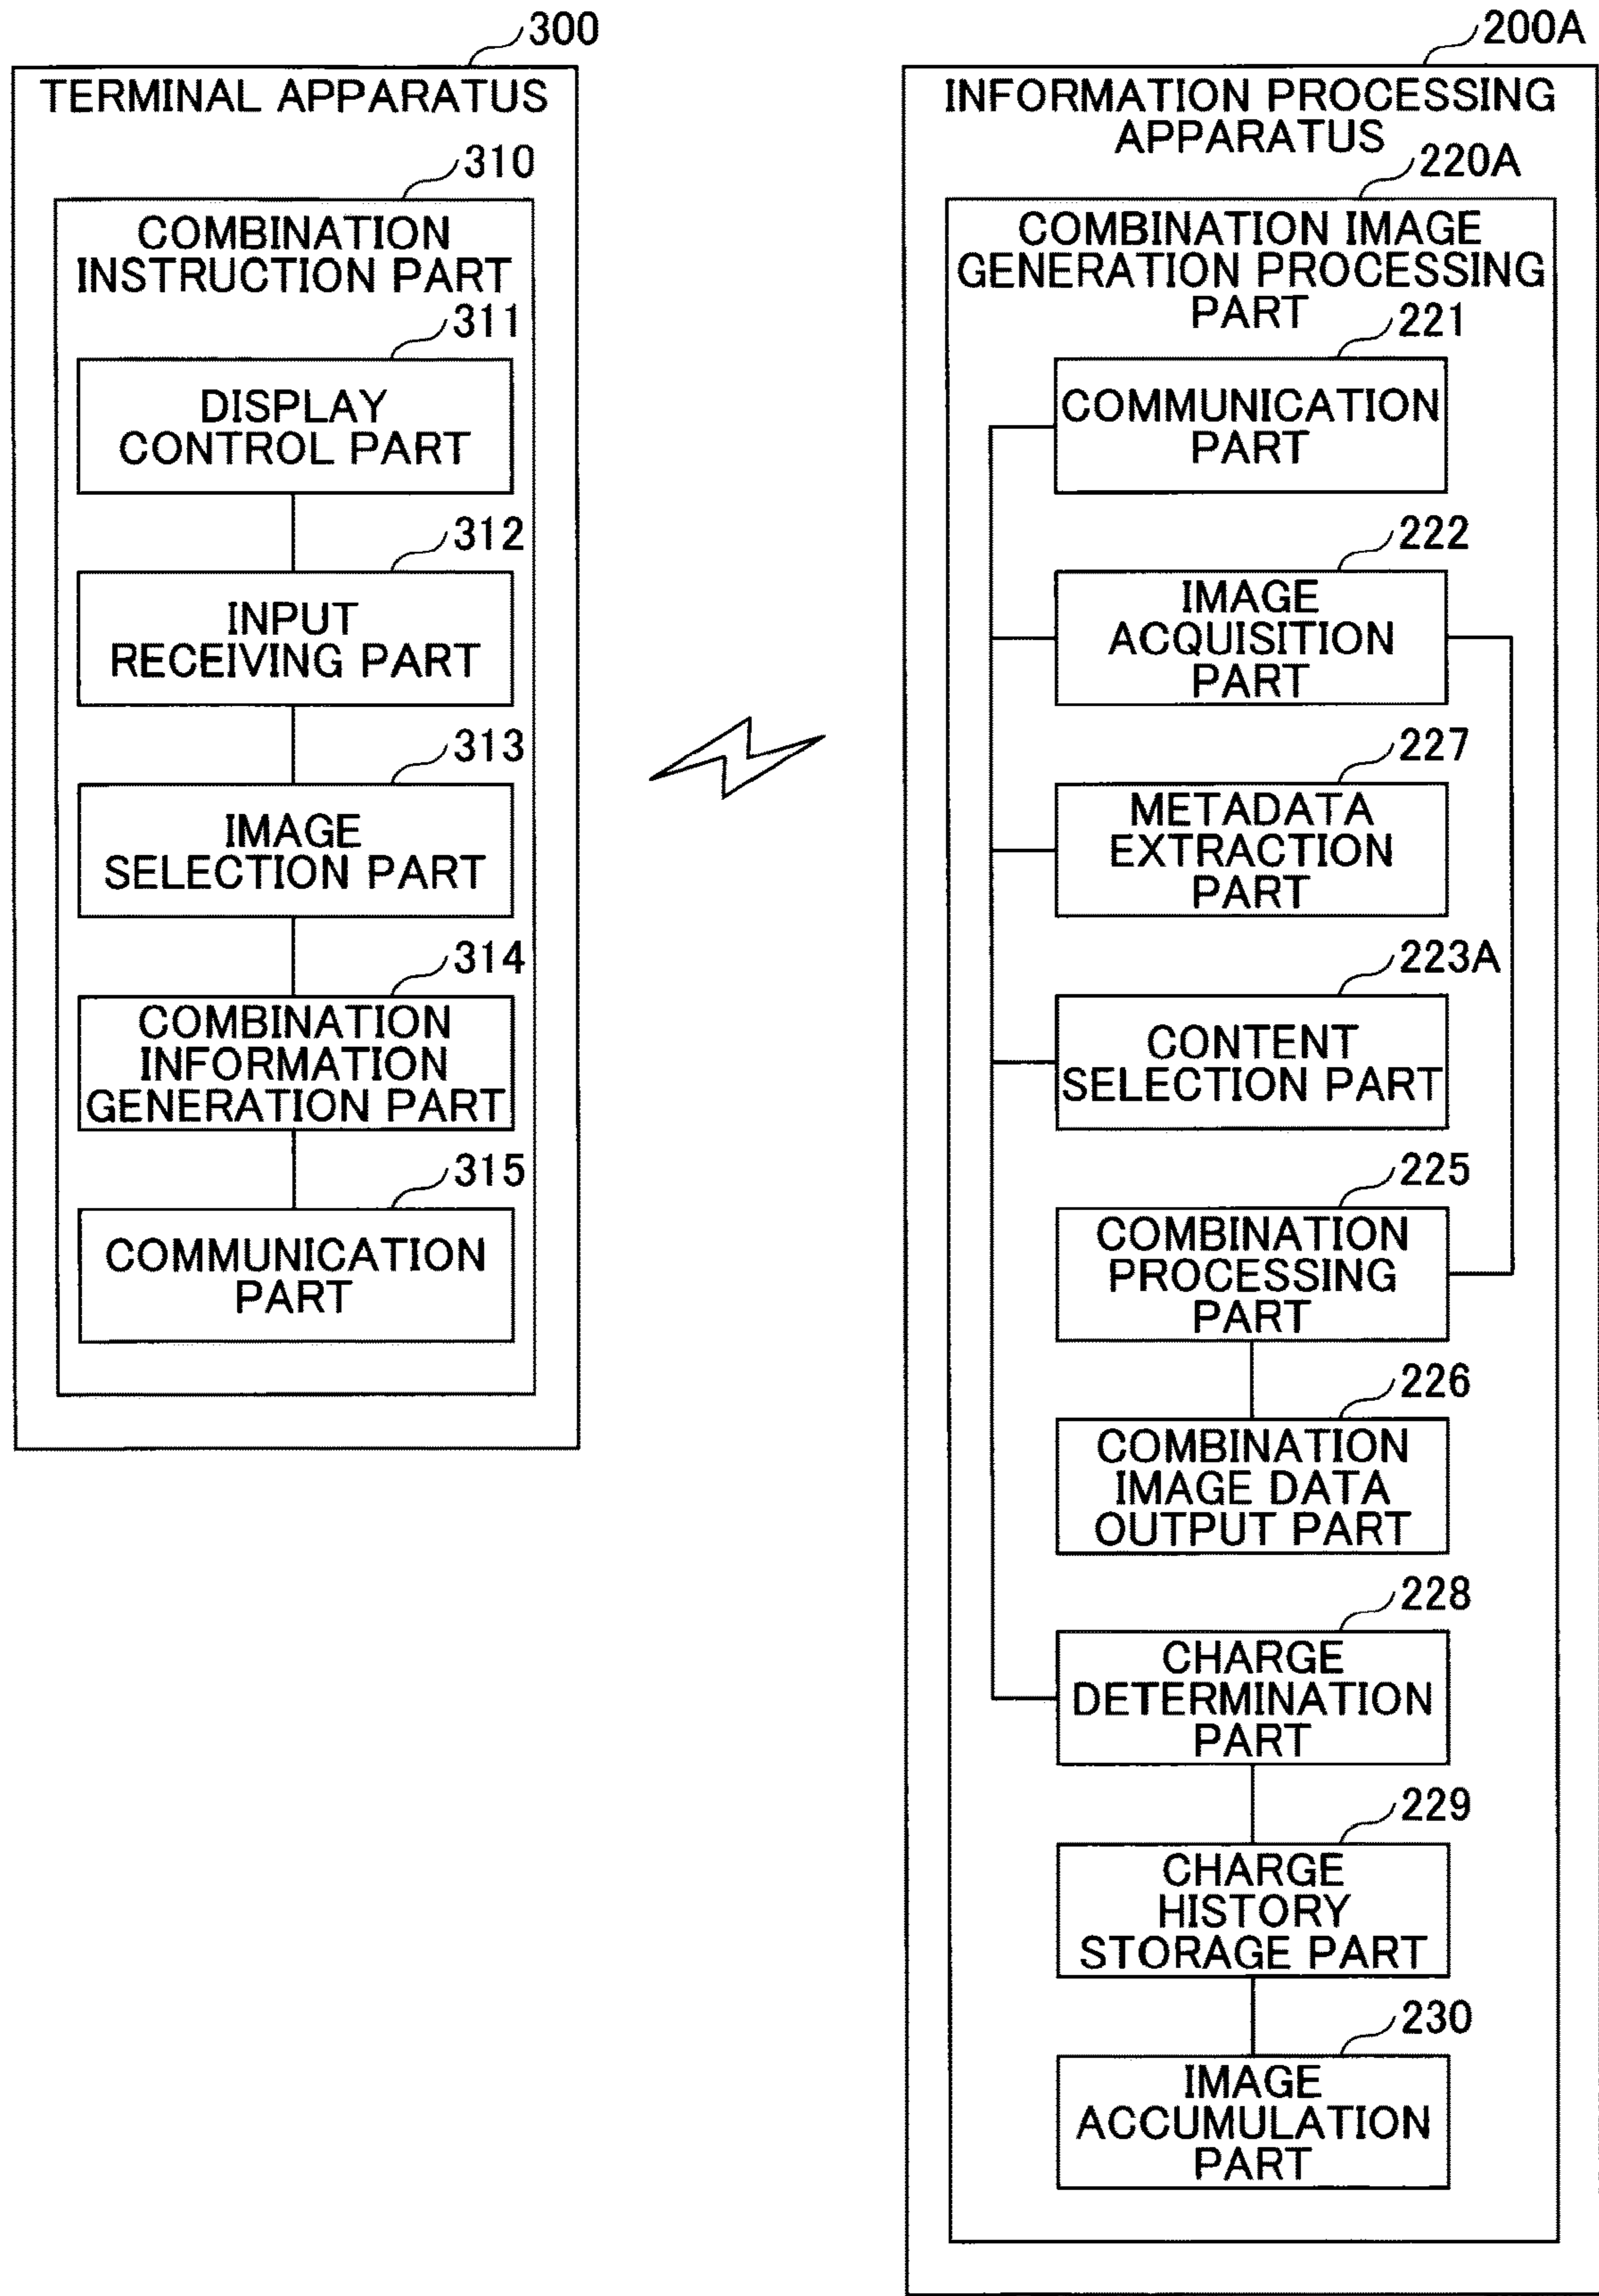 300
TERMINAL APPARATUS
310
COMBINATION
INSTRUCTION PART
311
DISPLAY
CONTROL PART
312
INPUT
RECEIVING PART
313
IMAGE
SELECTION PART
314
COMBINATION
INFORMATION
GENERATION PART
315
COMMUNICATION
PART
200A
INFORMATION PROCESSING
APPARATUS
220A
COMBINATION IMAGE
GENERATION PROCESSING
PART
221
COMMUNICATION
PART
222
IMAGE
ACQUISITION
PART
227
METADATA
EXTRACTION
PART
223A
CONTENT
SELECTION PART
225
COMBINATION
PROCESSING
PART
226
COMBINATION
IMAGE DATA
OUTPUT PART
228
CHARGE
DETERMINATION
PART
229
CHARGE
HISTORY
STORAGE PART
230
IMAGE
ACCUMULATION
PART